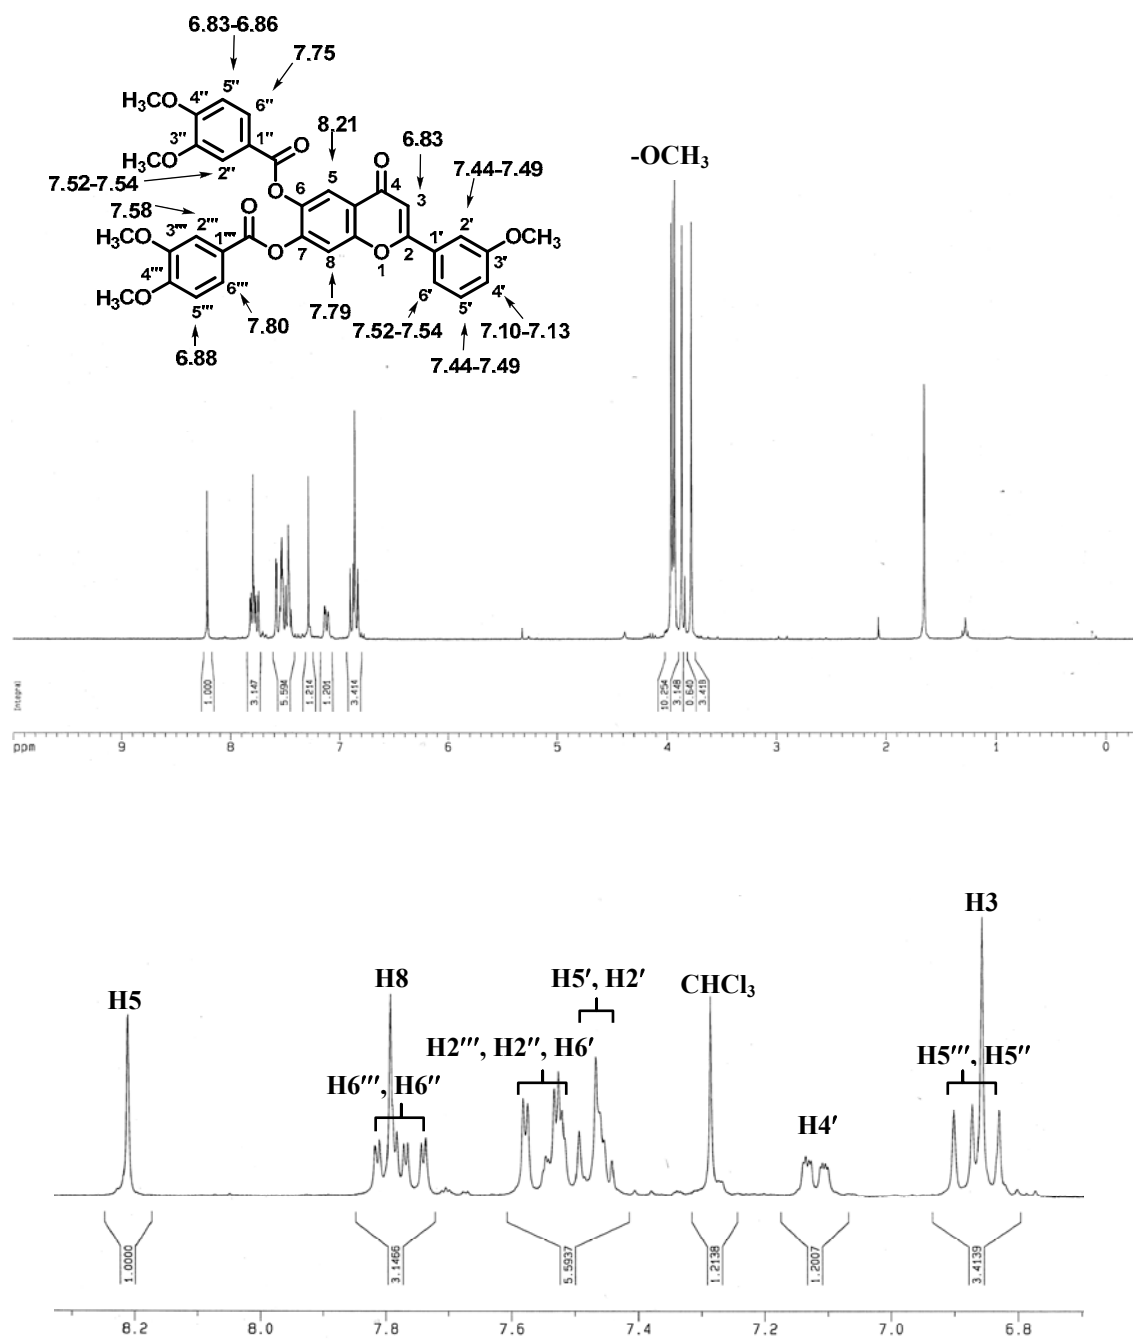 6.83-6.86
7.75
H3CO
4''
5''
6''
3''
1''
H3CO
2''
O
O
8.21
6.83
-OCH3
7.44-7.49
7.52-7.54
7.58
6
5
O
4
3
2'
1'
OCH3
3'
H3CO
3'''
2'''
1'''
O
O
7
8
O
1
2
6'
5'
4'
4'''
H3CO
5'''
6'''
7.80
7.79
7.52-7.54
7.10-7.13
6.88
7.44-7.49
Integral
1.000
3.147
5.594
1.214
1.201
3.414
10.254
3.148
0.640
3.418
ppm 9 8 7 6 5 4 3 2 1 0
H3
H5
H8
H5', H2'
CHCl3
H2''', H2'', H6'
H5''', H5''
H6''', H6''
H4'
1.0000
3.1466
5.5937
1.2138
1.2007
3.4139
8.2 8.0 7.8 7.6 7.4 7.2 7.0 6.8